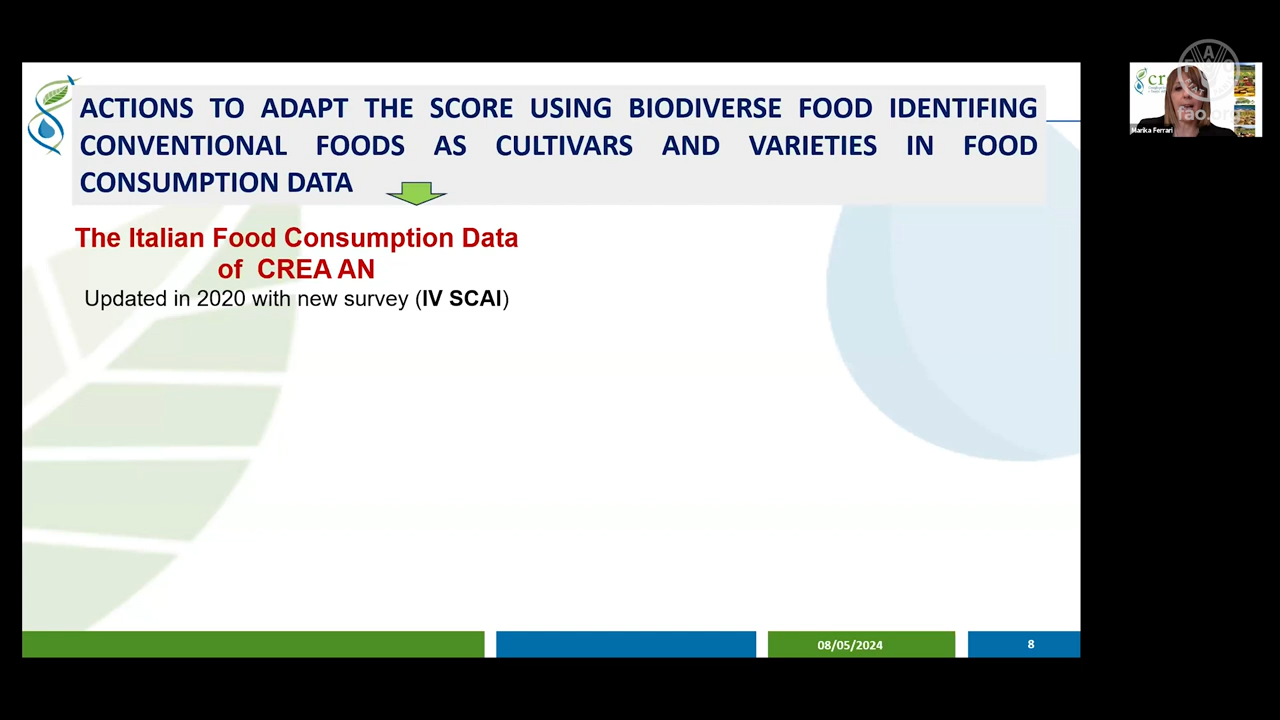 ACTIONS TO ADAPT THE SCORE USING BIODIVERSE FOOD IDENTIFING
CONVENTIONAL FOODS AS CULTIVARS AND VARIETIES IN FOOD
CONSUMPTION DATA
The Italian Food Consumption Data
of CREA AN
Updated in 2020 with new survey (IV SCAI)
08/05/2024
8
fao.org
Marika Ferrari